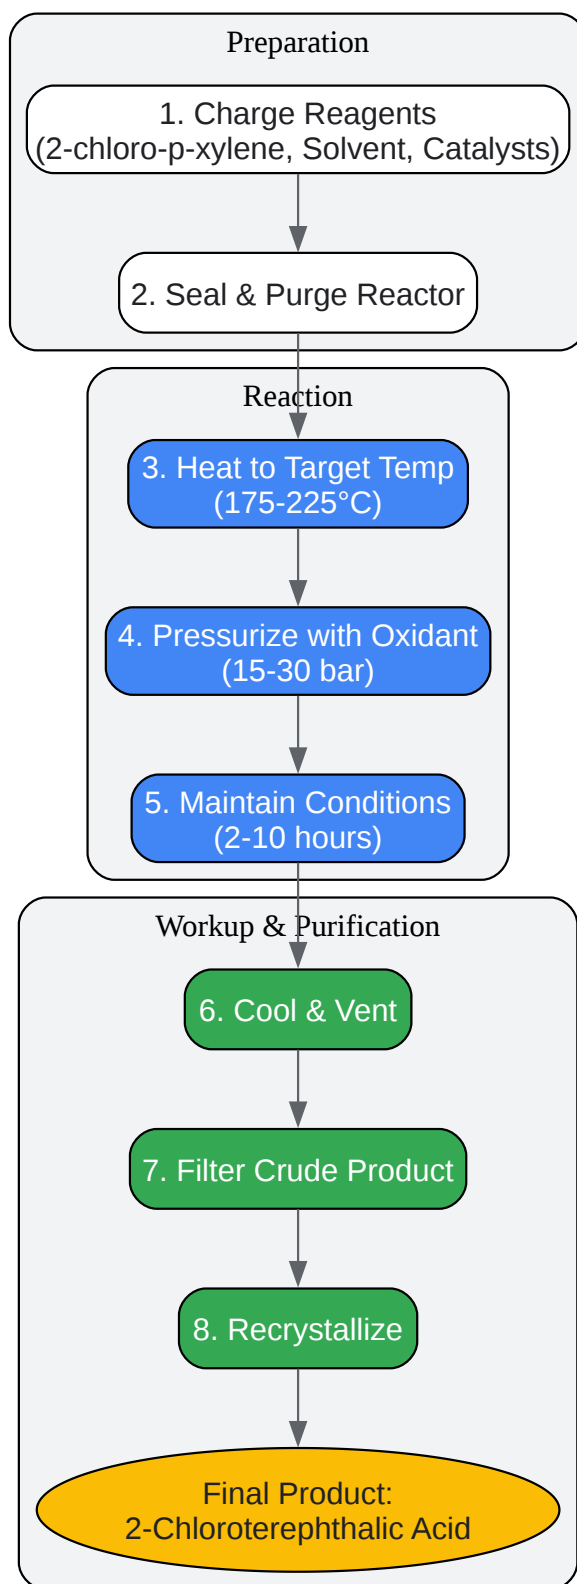 Preparation
1. Charge Reagents
(2-chloro-p-xylene, Solvent, Catalysts)
2. Seal & Purge Reactor
Reaction
3. Heat to Target Temp
(175-225°C)
4. Pressurize with Oxidant
(15-30 bar)
5. Maintain Conditions
(2-10 hours)
Workup & Purification
6. Cool & Vent
7. Filter Crude Product
8. Recrystallize
Final Product:
2-Chloroterephthalic Acid